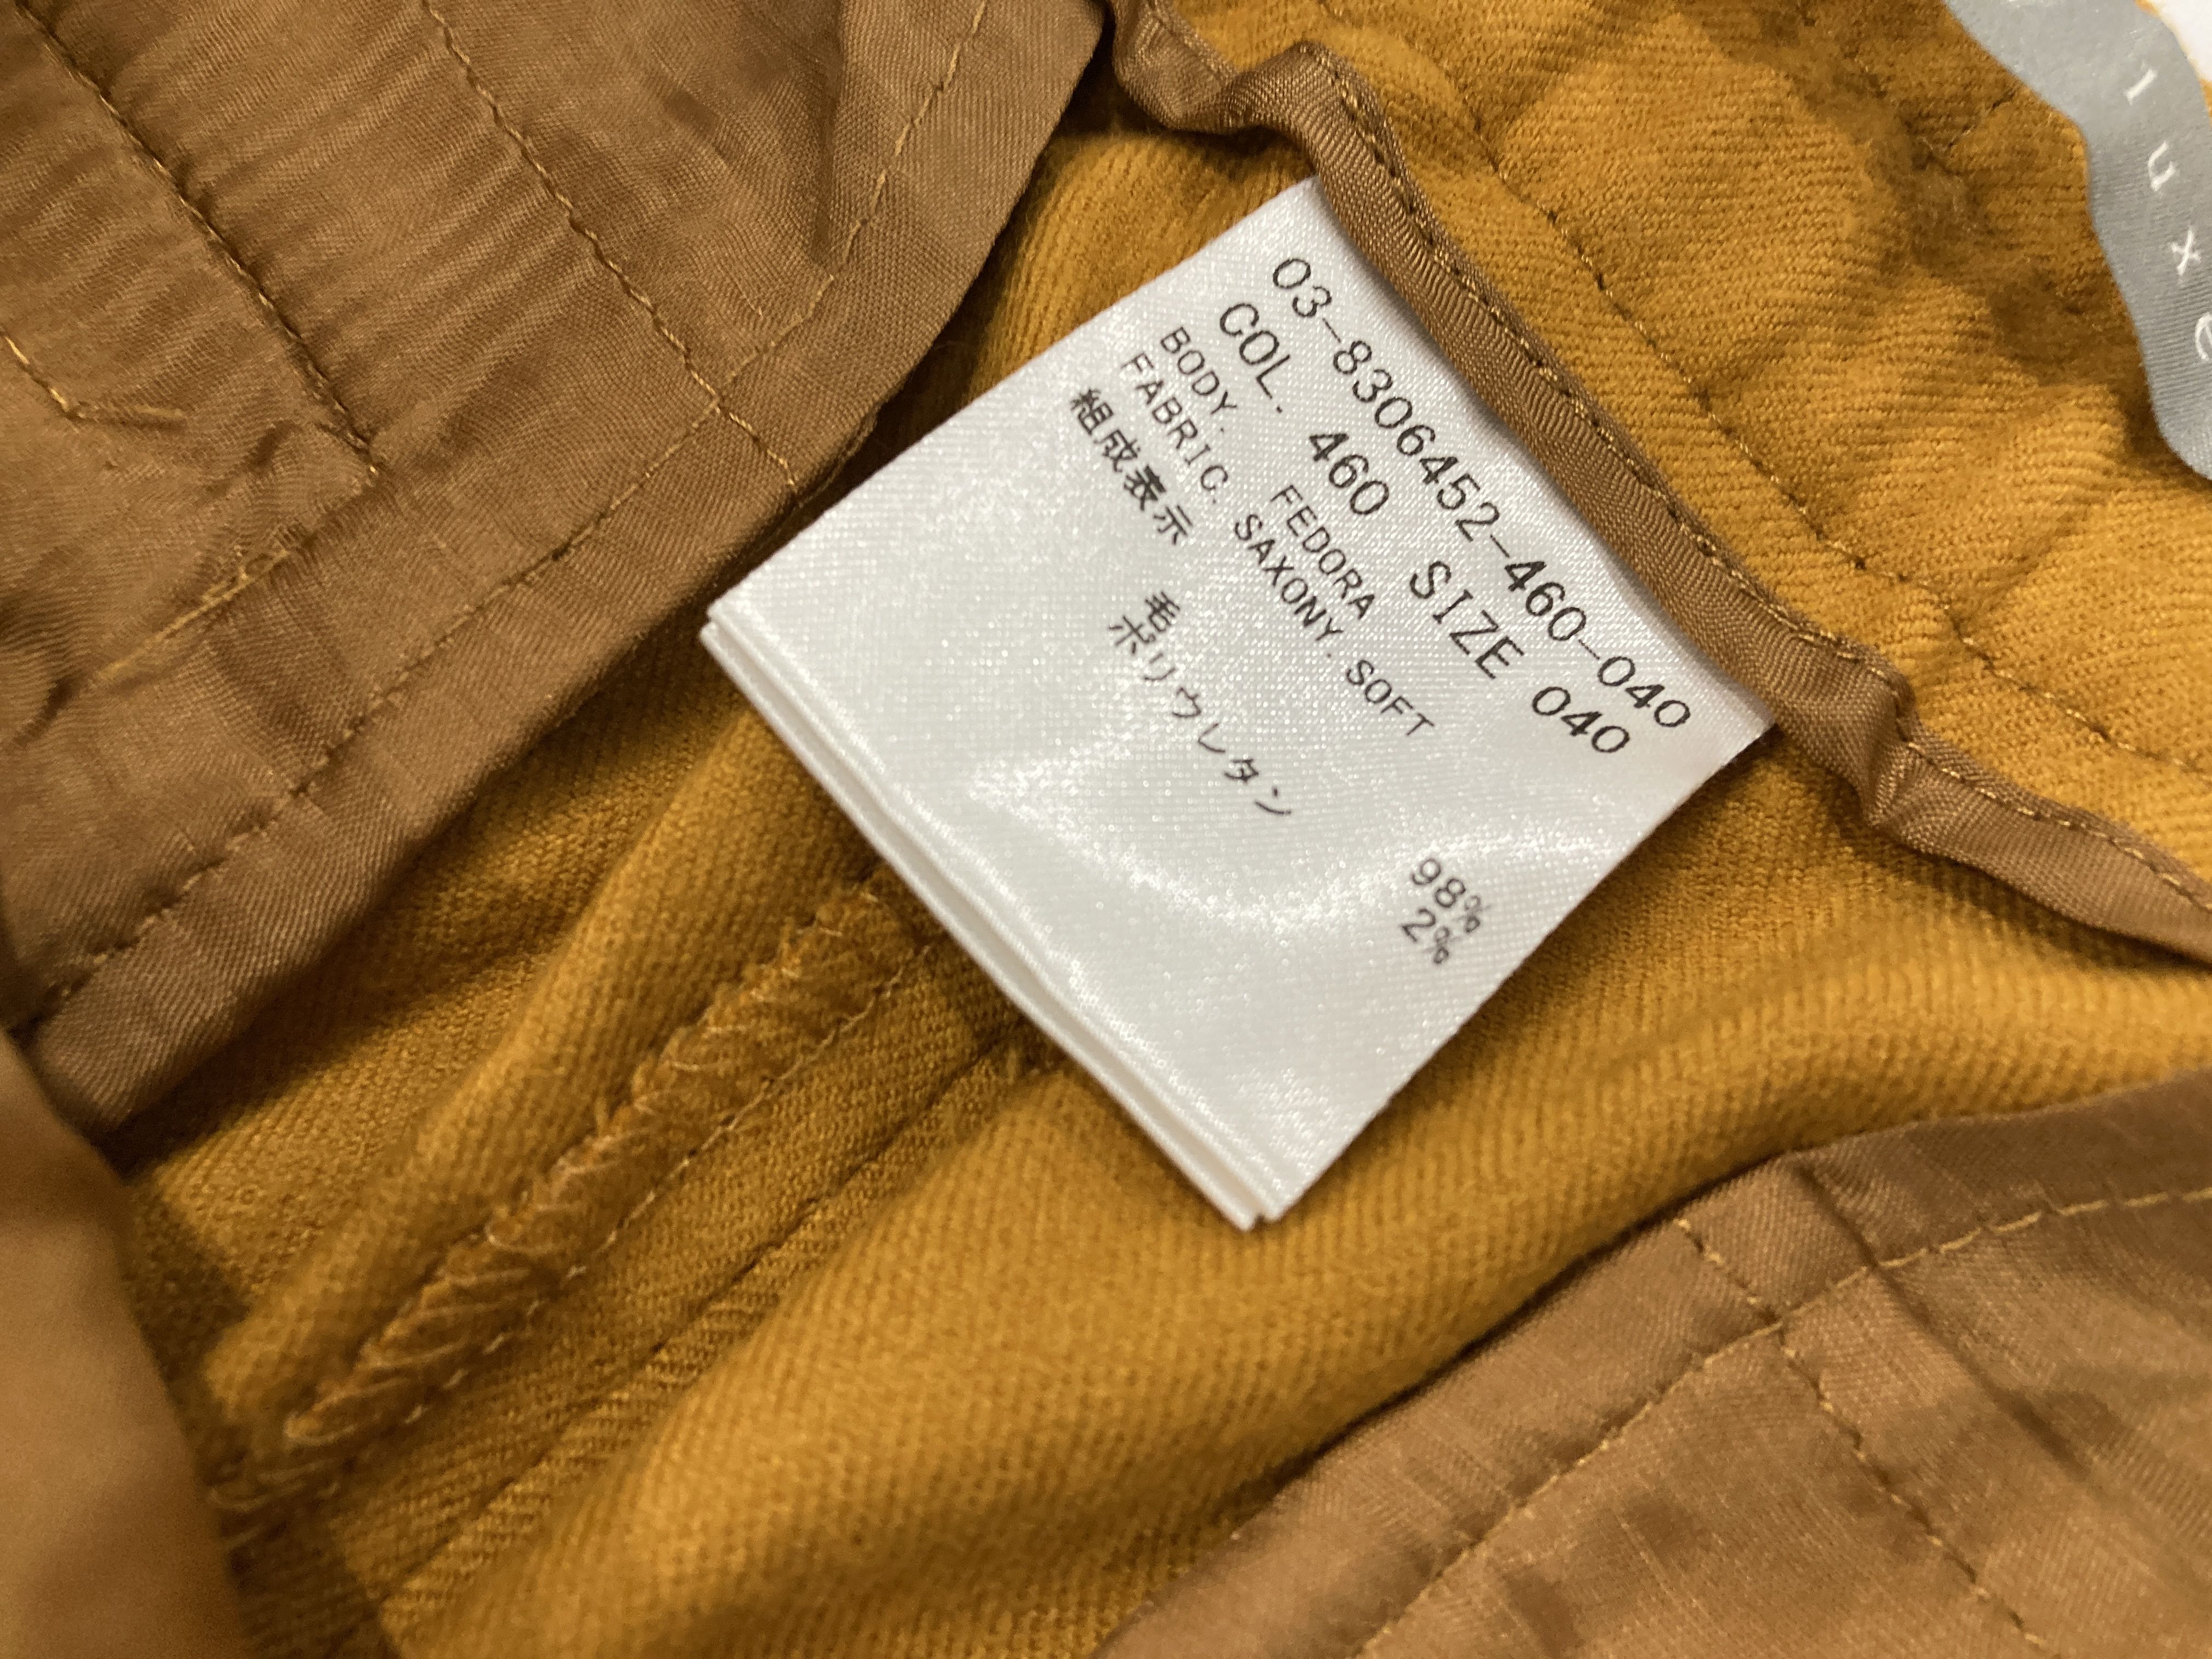 03-8306452-460-040
COL. 460 SIZE 040
BODY. FEDORA
FABRIC. SAXONY. SOFT
組成表示
毛 98%
ポリウレタン 2%
luxe